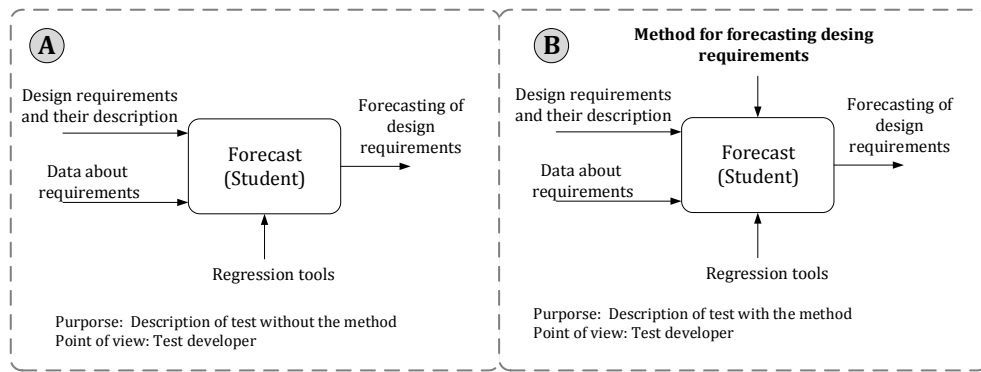 A
Design requirements
and their description
Data about
requirements
Forecast
(Student)
Forecasting of
design
requirements
Regression tools
Purporse: Description of test without the method
Point of view: Test developer
B
Method for forecasting desing
requirements
Design requirements
and their description
Data about
requirements
Forecast
(Student)
Forecasting of
design
requirements
Regression tools
Purporse: Description of test with the method
Point of view: Test developer